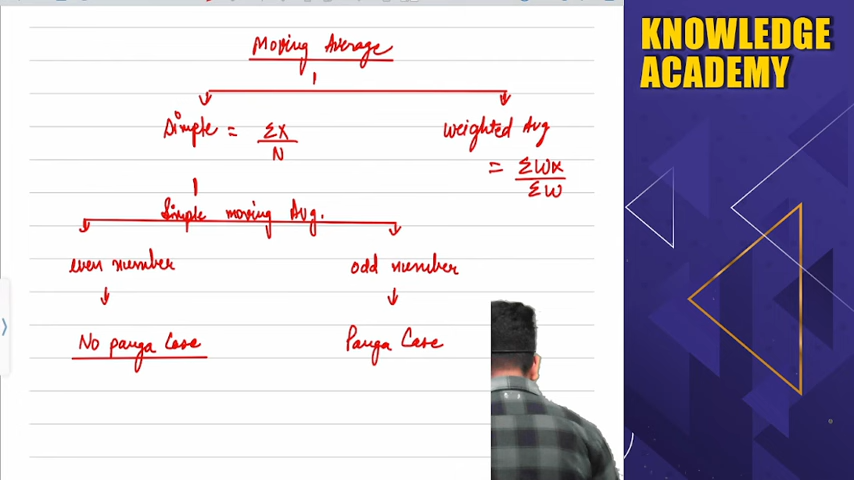 Moving Average
Simple = ΣX / N
Weighted Avg
= ΣWX / ΣW
Simple moving Avg.
even number
odd number
No panga Case
Panga Case
KNOWLEDGE
ACADEMY